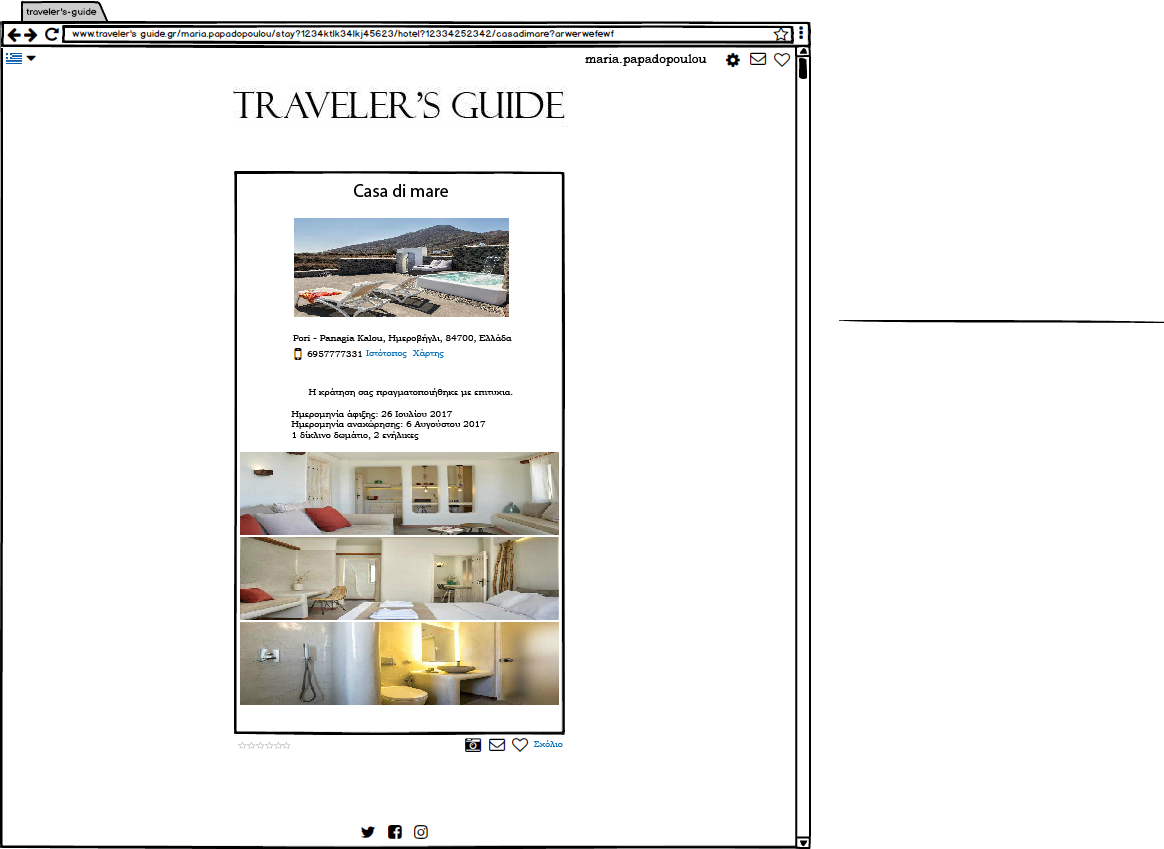 traveler's-guide
www.traveler's guide.gr/maria.papadopoulou/stay?1234ktlk34lkj45623/hotel?12334252342/casadimare?arwerwefewf
maria.papadopoulou
TRAVELER'S GUIDE
Casa di mare
Pori - Panagia Kalou, Ημεροβήγλι, 84700, Ελλάδα
6957777331 Ιστότοπος Χάρτης
Η κράτηση σας πραγματοποιήθηκε με επιτυχια.
Ημερομηνία άφιξης: 26 Ιουλίου 2017
Ημερομηνία αναχώρησης: 6 Αυγούστου 2017
1 δίκλινο δωμάτιο, 2 ενήλικες
Σχόλιο